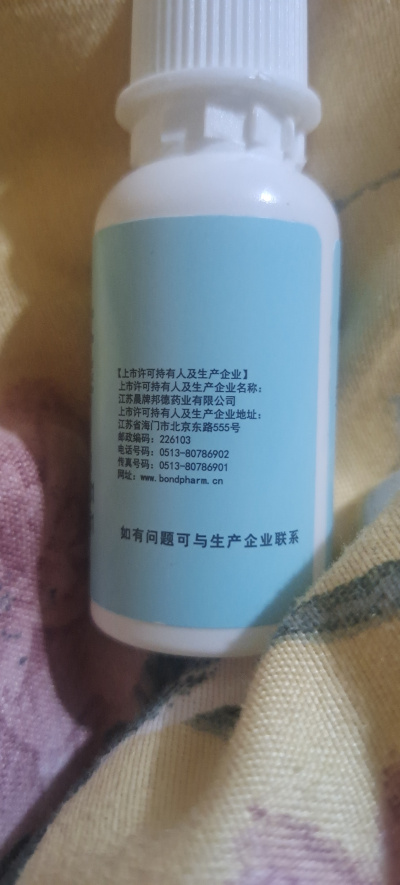 【上市许可持有人及生产企业】
上市许可持有人及生产企业名称：
江苏晨牌邦德药业有限公司
上市许可持有人及生产企业地址：
江苏省海门市北京东路555号
邮政编码：226103
电话号码：0513-80786902
传真号码：0513-80786901
网址：www.bondpharm.cn
如有问题可与生产企业联系